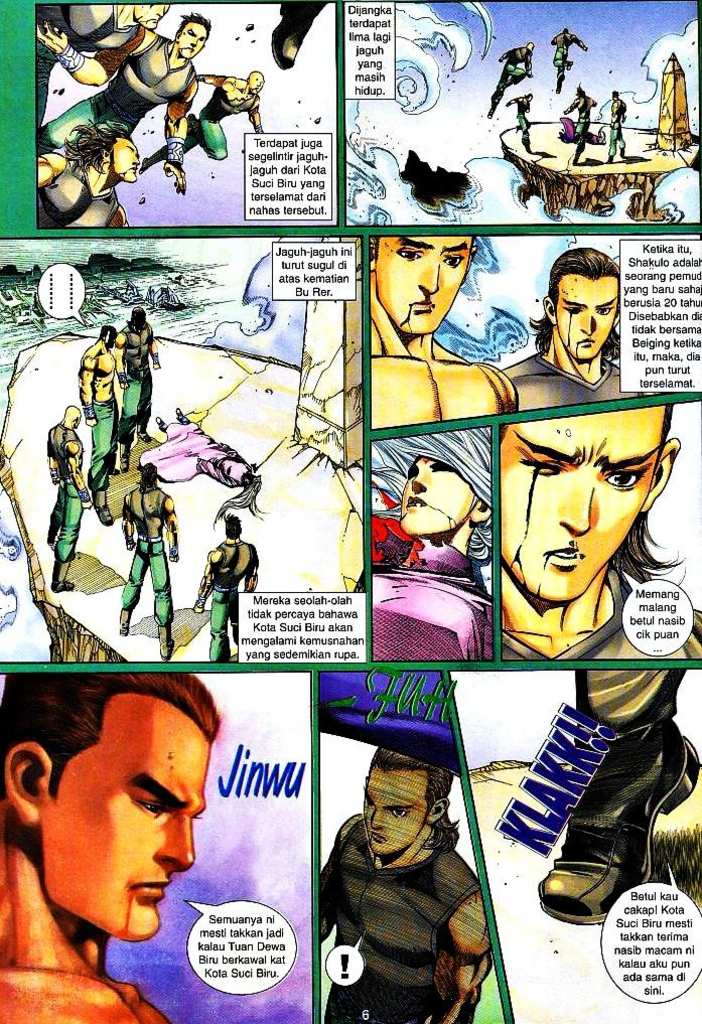 Terdapat juga
segelintir jaguh-
jaguh dari Kota
Suci Biru yang
terselamat dari
nahas tersebut.
Dijangka
terdapat
lima lagi
jaguh
yang
masih
hidup.
Jaguh-jaguh ini
turut sugul di
atas kematian
Bu Rer.
Mereka seolah-olah
tidak percaya bahawa
Kota Suci Biru akan
mengalami kemusnahan
yang sedemikian rupa.
Ketika itu,
Shakulo adalah
seorang pemud
yang baru sahaj
berusia 20 tahu
Disebabkan dia
tidak bersama
Beiging ketika
itu, maka, dia
pun turut
terselamat.
Memang
malang
betul nasib
cik puan
...
Jinwu
Semuanya ni
mesti takkan jadi
kalau Tuan Dewa
Biru berkawal kat
Kota Suci Biru.
FUH
!
KLAKK!!
Betul kau
cakap! Kota
Suci Biru mesti
takkan terima
nasib macam ni
kalau aku pun
ada sama di
sini.
6